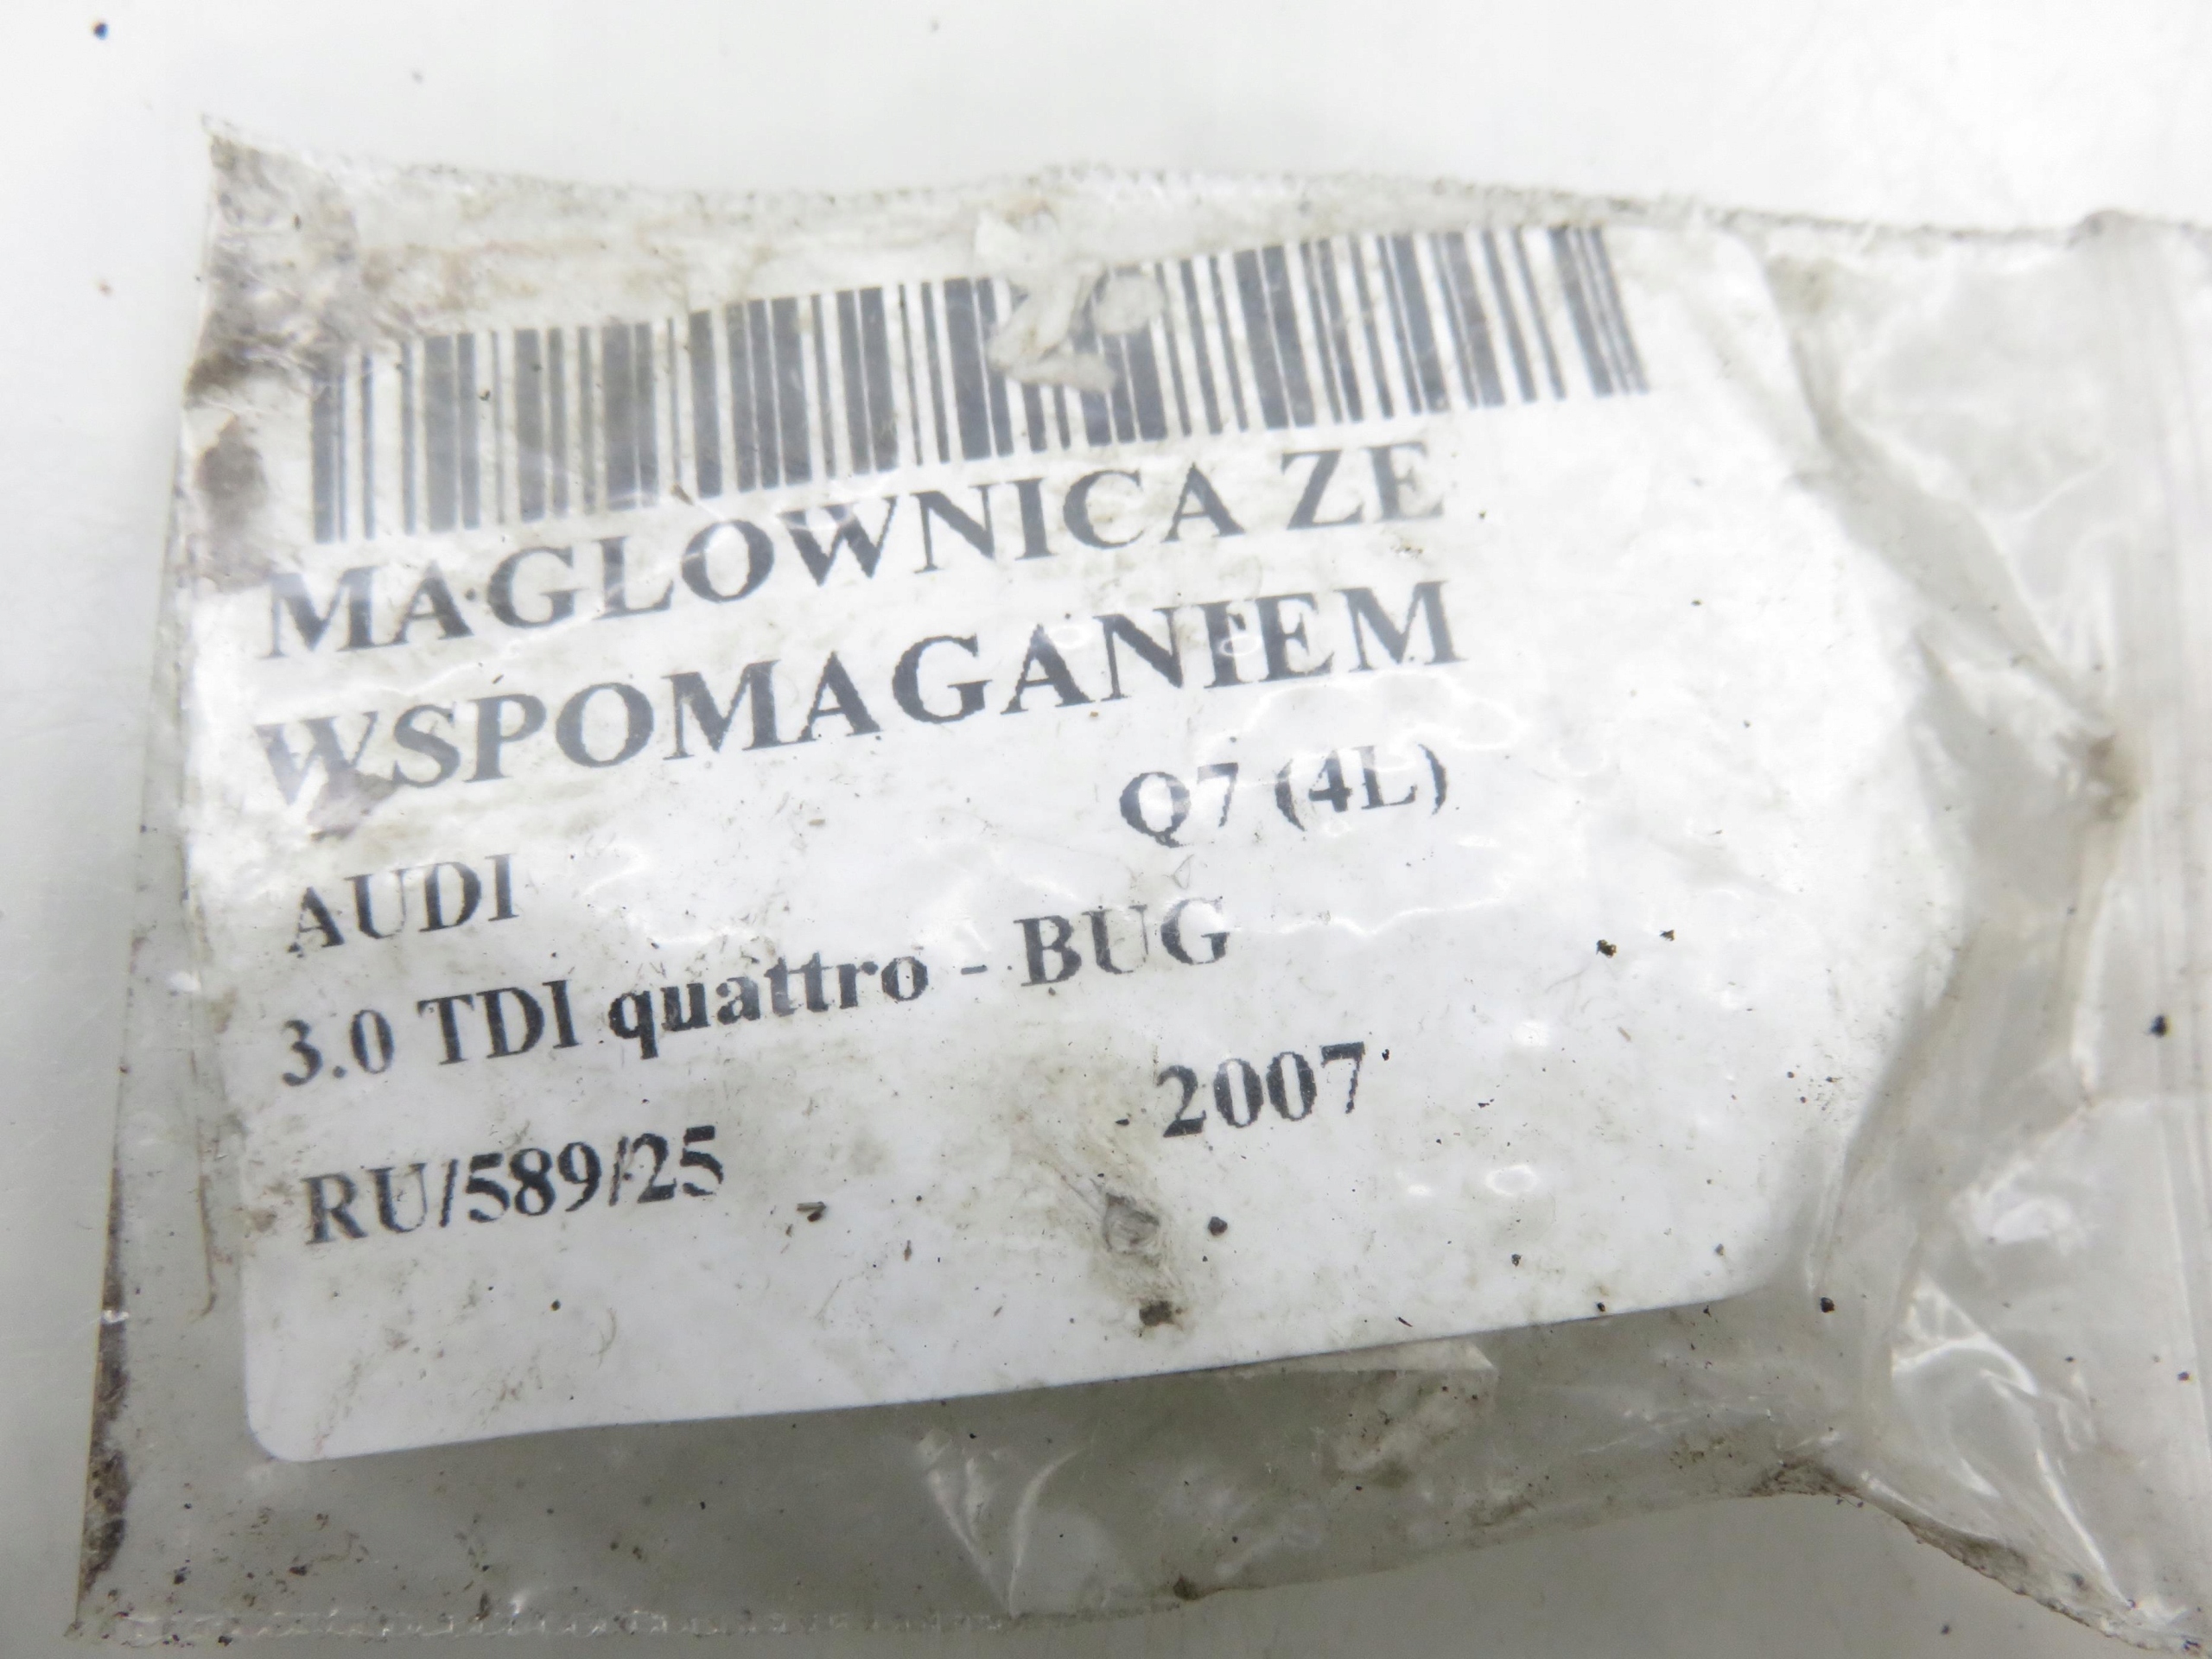 MAGLOWNICA ZE
WSPOMAGANIEM
AUDI Q7 (4L)
3.0 TDI quattro - BUG
RU/589/25 2007